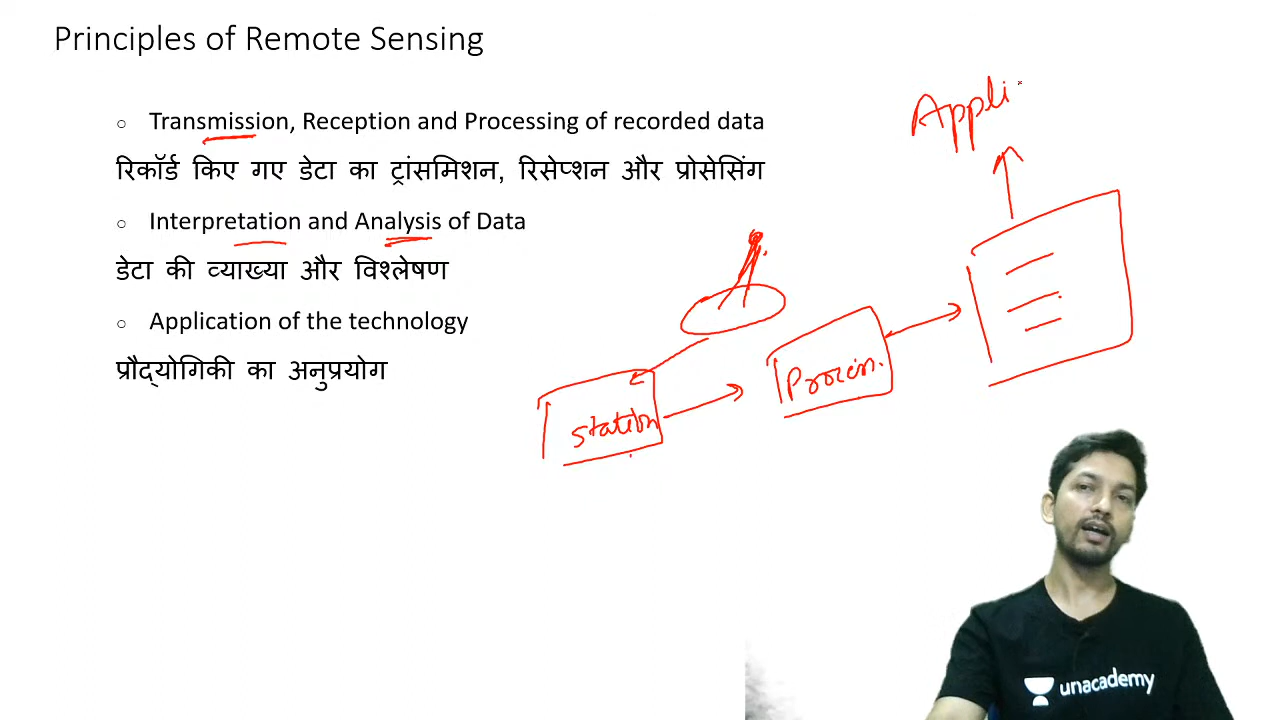 Principles of Remote Sensing
Transmission, Reception and Processing of recorded data
रिकॉर्ड किए गए डेटा का ट्रांसमिशन, रिसेप्शन और प्रोसेसिंग
Interpretation and Analysis of Data
डेटा की व्याख्या और विश्लेषण
Application of the technology
प्रौद्योगिकी का अनुप्रयोग
Appli
station
unacademy